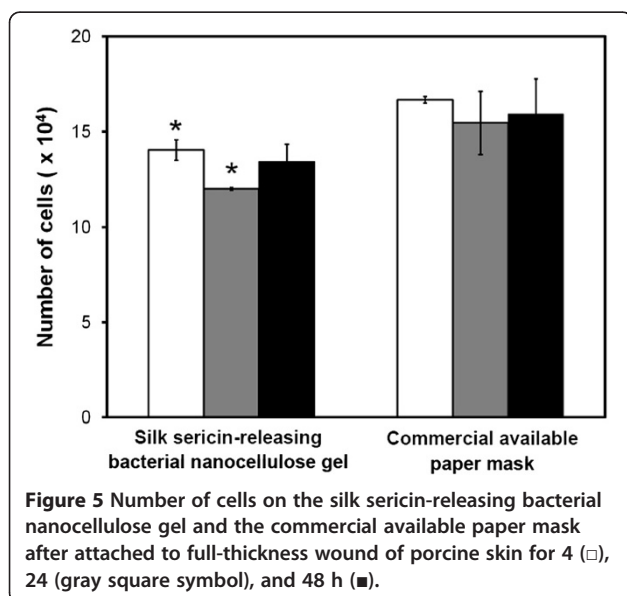 20
15
10
5
0
Number of cells ( x 10⁴)
*
*
Silk sericin-releasing
bacterial nanocellulose gel
Commercial available
paper mask
Figure 5 Number of cells on the silk sericin-releasing bacterial
nanocellulose gel and the commercial available paper mask
after attached to full-thickness wound of porcine skin for 4 (□),
24 (gray square symbol), and 48 h (■).